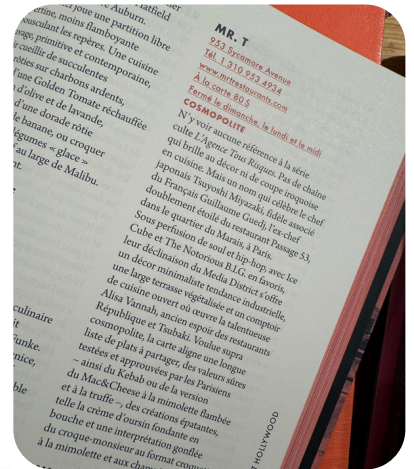 Auburn.
joue une partition libre
bousculant les repères. Une cuisine
primitive et contemporaine,
cueillir de succulentes
rôties sur charbons ardents,
d'une Golden Tomate réchauffée
d'olive et de lavande,
d'une dorade rôtie
banane, ou croquer
légumes « glace »
au large de Malibu.
culinaire
MR. T
953 Sycamore Avenue
Tél. 1 310 953 4934
www.mrtrestaurants.com
À la carte 80 $
Fermé le dimanche, le lundi et le midi
COSMOPOLITE
N'y voir aucune référence à la série
culte L'Agence Tous Risques. Pas de chaîne
qui brille au décor ni de coupe iroquoise
en cuisine. Mais un nom qui célèbre le chef
japonais Tsuyoshi Miyazaki, fidèle associé
du Français Guillaume Guedj, l'ex-chef
doublement étoilé du restaurant Passage 53,
dans le quartier du Marais, à Paris.
Sous perfusion de soul et hip-hop, avec Ice
Cube et The Notorious B.I.G. en favoris,
leur déclinaison du Media District s'offre
un décor minimaliste tendance industrielle,
une large terrasse végétalisée et un comptoir
de cuisine ouvert où œuvre la talentueuse
Alisa Vannah, ancien espoir des restaurants
République et Tsubaki. Voulue supra
cosmopolite, la carte aligne une longue
liste de plats à partager, des valeurs sûres
testées et approuvées par les Parisiens
– ainsi du Kebab ou de la version
du Mac&Cheese à la mimolette flambée
et à la truffe –, des créations épatantes,
telle la crème d'oursin fondante en
bouche et une interprétation gonflée
du croque-monsieur au format
à la mimolette et aux
HOLLYWOOD